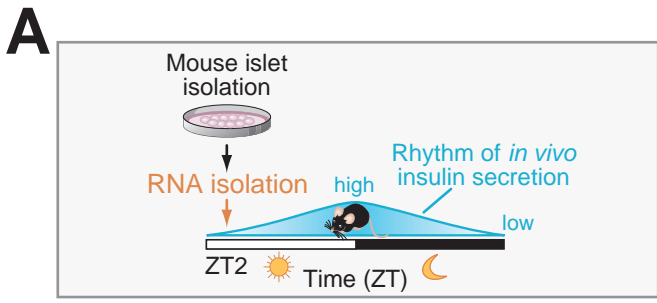 A
Mouse islet
isolation
RNA isolation
high
Rhythm of in vivo
insulin secretion
low
ZT2
Time (ZT)